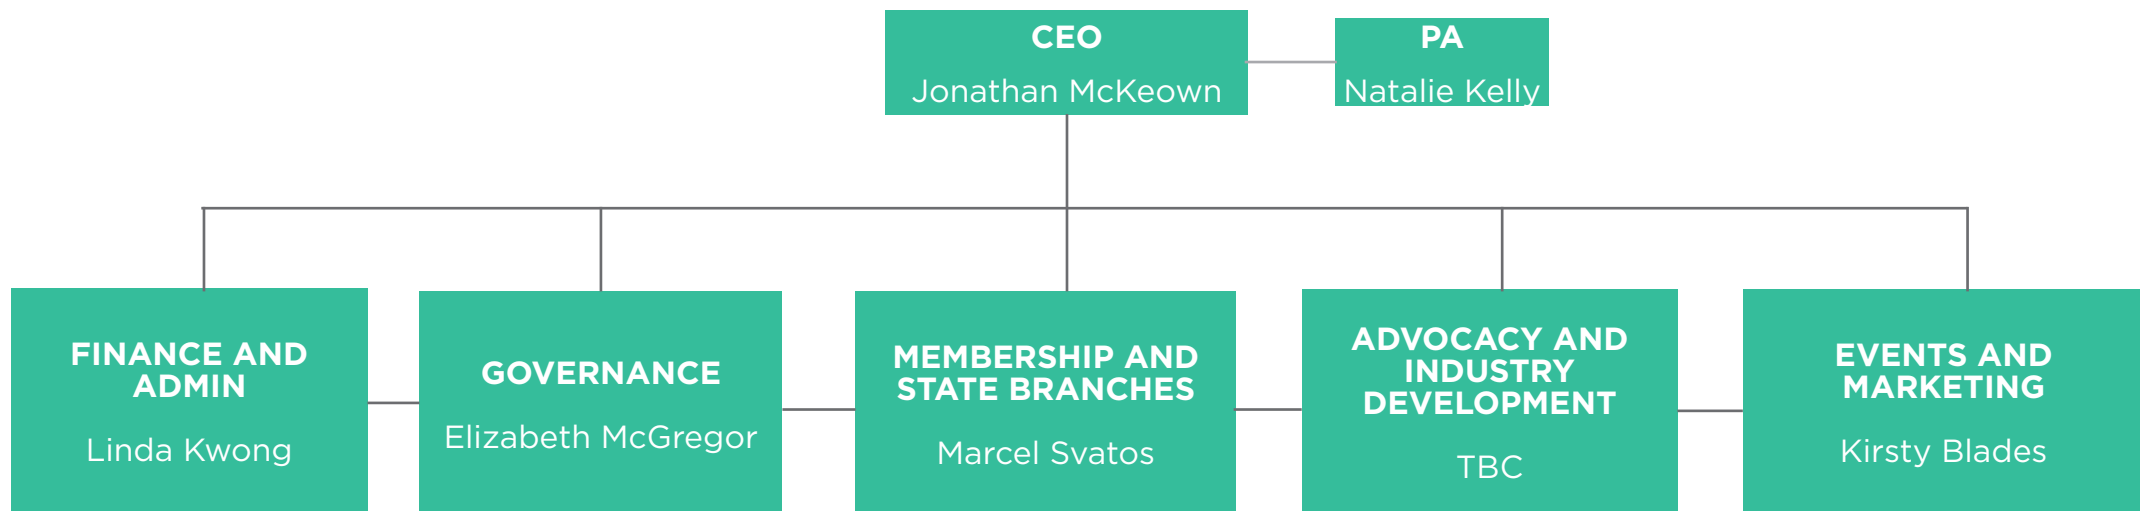 CEO
Jonathan McKeown
PA
Natalie Kelly
FINANCE AND
ADMIN
Linda Kwong
GOVERNANCE
Elizabeth McGregor
MEMBERSHIP AND
STATE BRANCHES
Marcel Svatos
ADVOCACY AND
INDUSTRY
DEVELOPMENT
TBC
EVENTS AND
MARKETING
Kirsty Blades